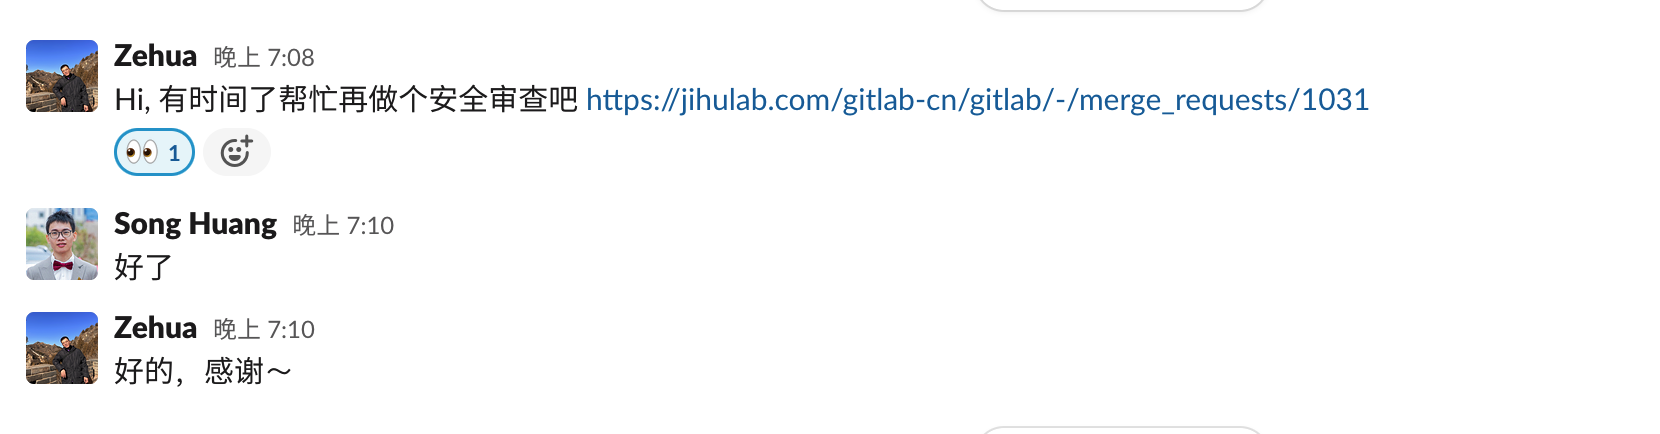 Zehua 晚上 7:08
Hi, 有时间了帮忙再做个安全审查吧 https://jihulab.com/gitlab-cn/gitlab/-/merge_requests/1031
1
Song Huang 晚上 7:10
好了
Zehua 晚上 7:10
好的，感谢～